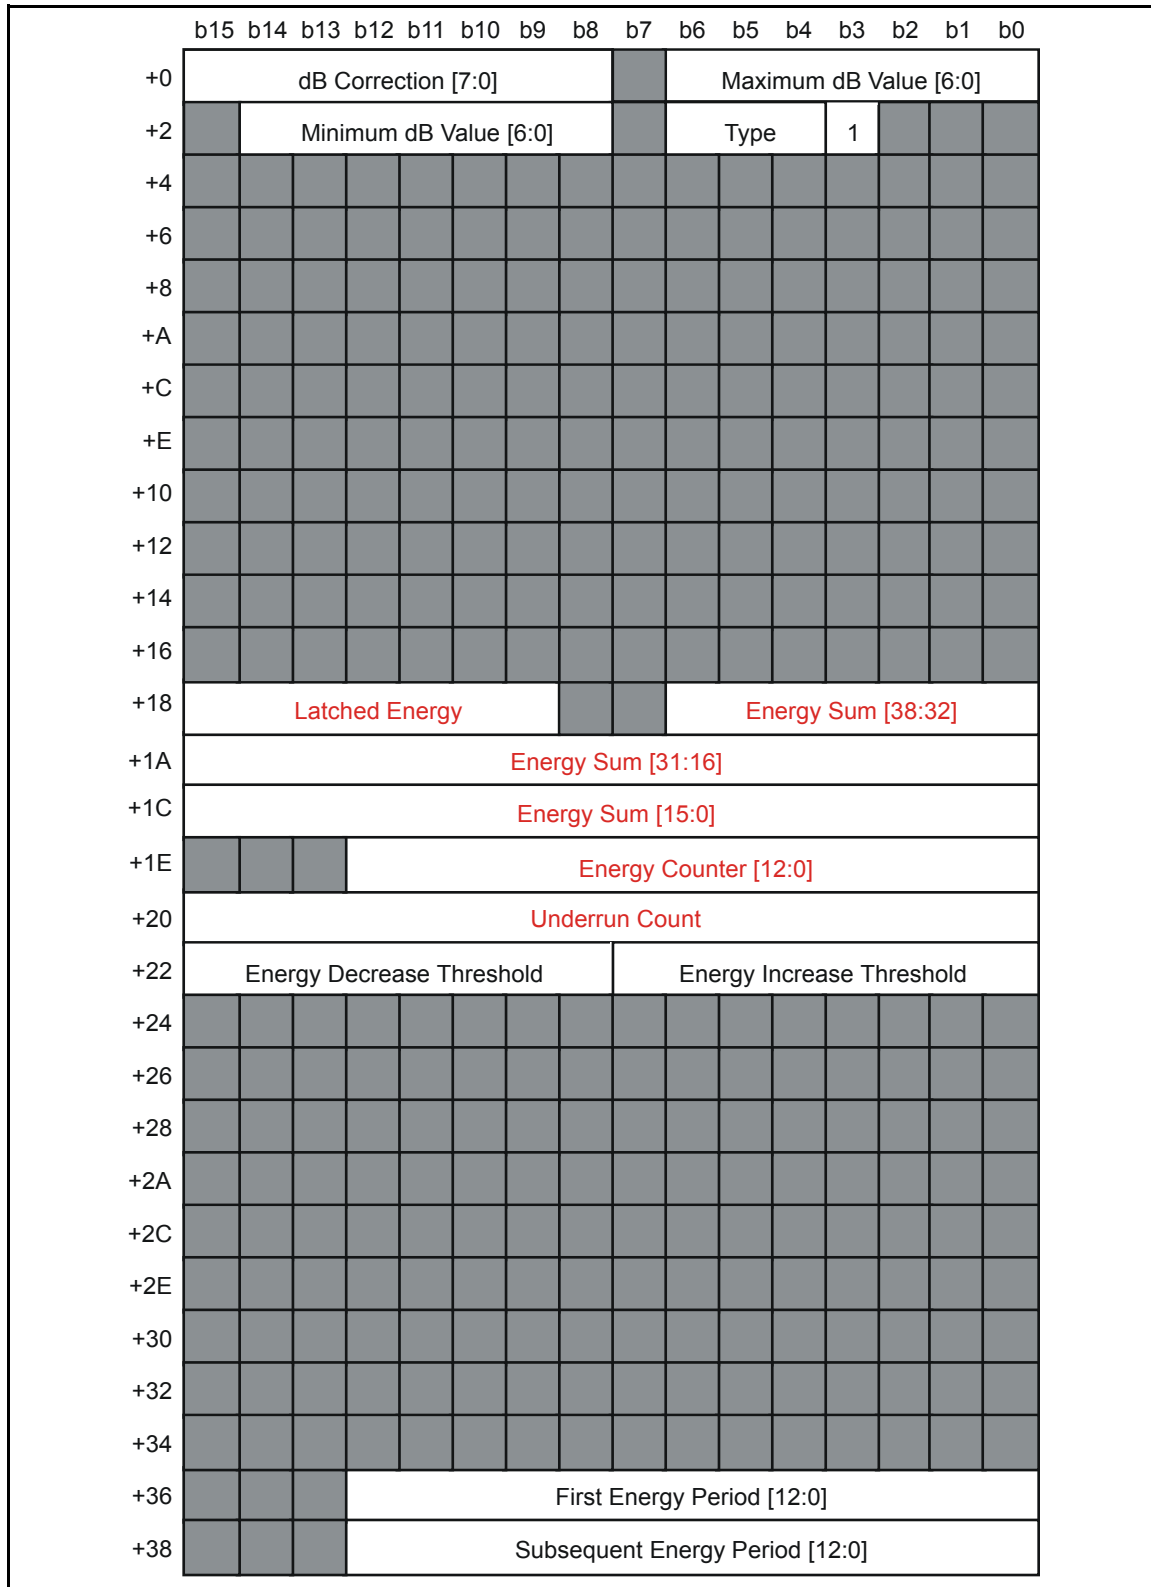 b15 b14 b13 b12 b11 b10 b9 b8 b7 b6 b5 b4 b3 b2 b1 b0
+0 dB Correction [7:0] Maximum dB Value [6:0]
+2 Minimum dB Value [6:0] Type 1
+4
+6
+8
+A
+C
+E
+10
+12
+14
+16
+18 Latched Energy Energy Sum [38:32]
+1A Energy Sum [31:16]
+1C Energy Sum [15:0]
+1E Energy Counter [12:0]
+20 Underrun Count
+22 Energy Decrease Threshold Energy Increase Threshold
+24
+26
+28
+2A
+2C
+2E
+30
+32
+34
+36 First Energy Period [12:0]
+38 Subsequent Energy Period [12:0]